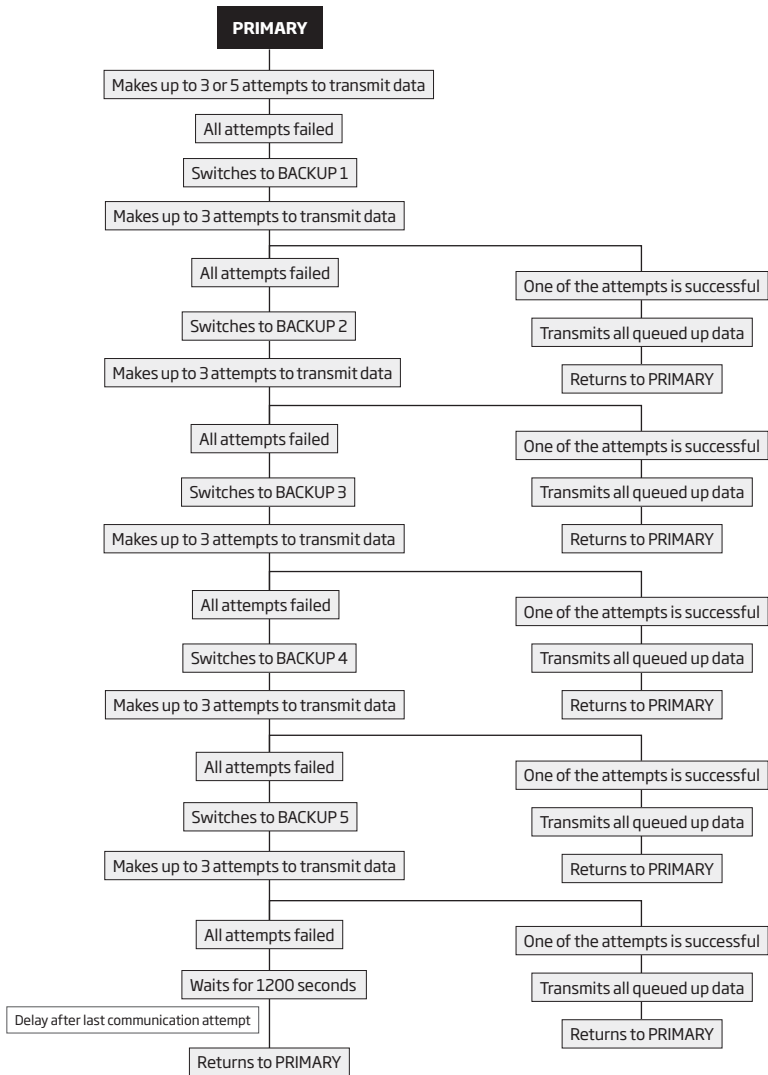 PRIMARY
Makes up to 3 or 5 attempts to transmit data
All attempts failed
Switches to BACKUP 1
Makes up to 3 attempts to transmit data
All attempts failed
One of the attempts is successful
Switches to BACKUP 2
Transmits all queued up data
Makes up to 3 attempts to transmit data
Returns to PRIMARY
All attempts failed
One of the attempts is successful
Switches to BACKUP 3
Transmits all queued up data
Makes up to 3 attempts to transmit data
Returns to PRIMARY
All attempts failed
One of the attempts is successful
Switches to BACKUP 4
Transmits all queued up data
Makes up to 3 attempts to transmit data
Returns to PRIMARY
All attempts failed
One of the attempts is successful
Switches to BACKUP 5
Transmits all queued up data
Makes up to 3 attempts to transmit data
Returns to PRIMARY
All attempts failed
One of the attempts is successful
Waits for 1200 seconds
Transmits all queued up data
Delay after last communication attempt
Returns to PRIMARY
Returns to PRIMARY